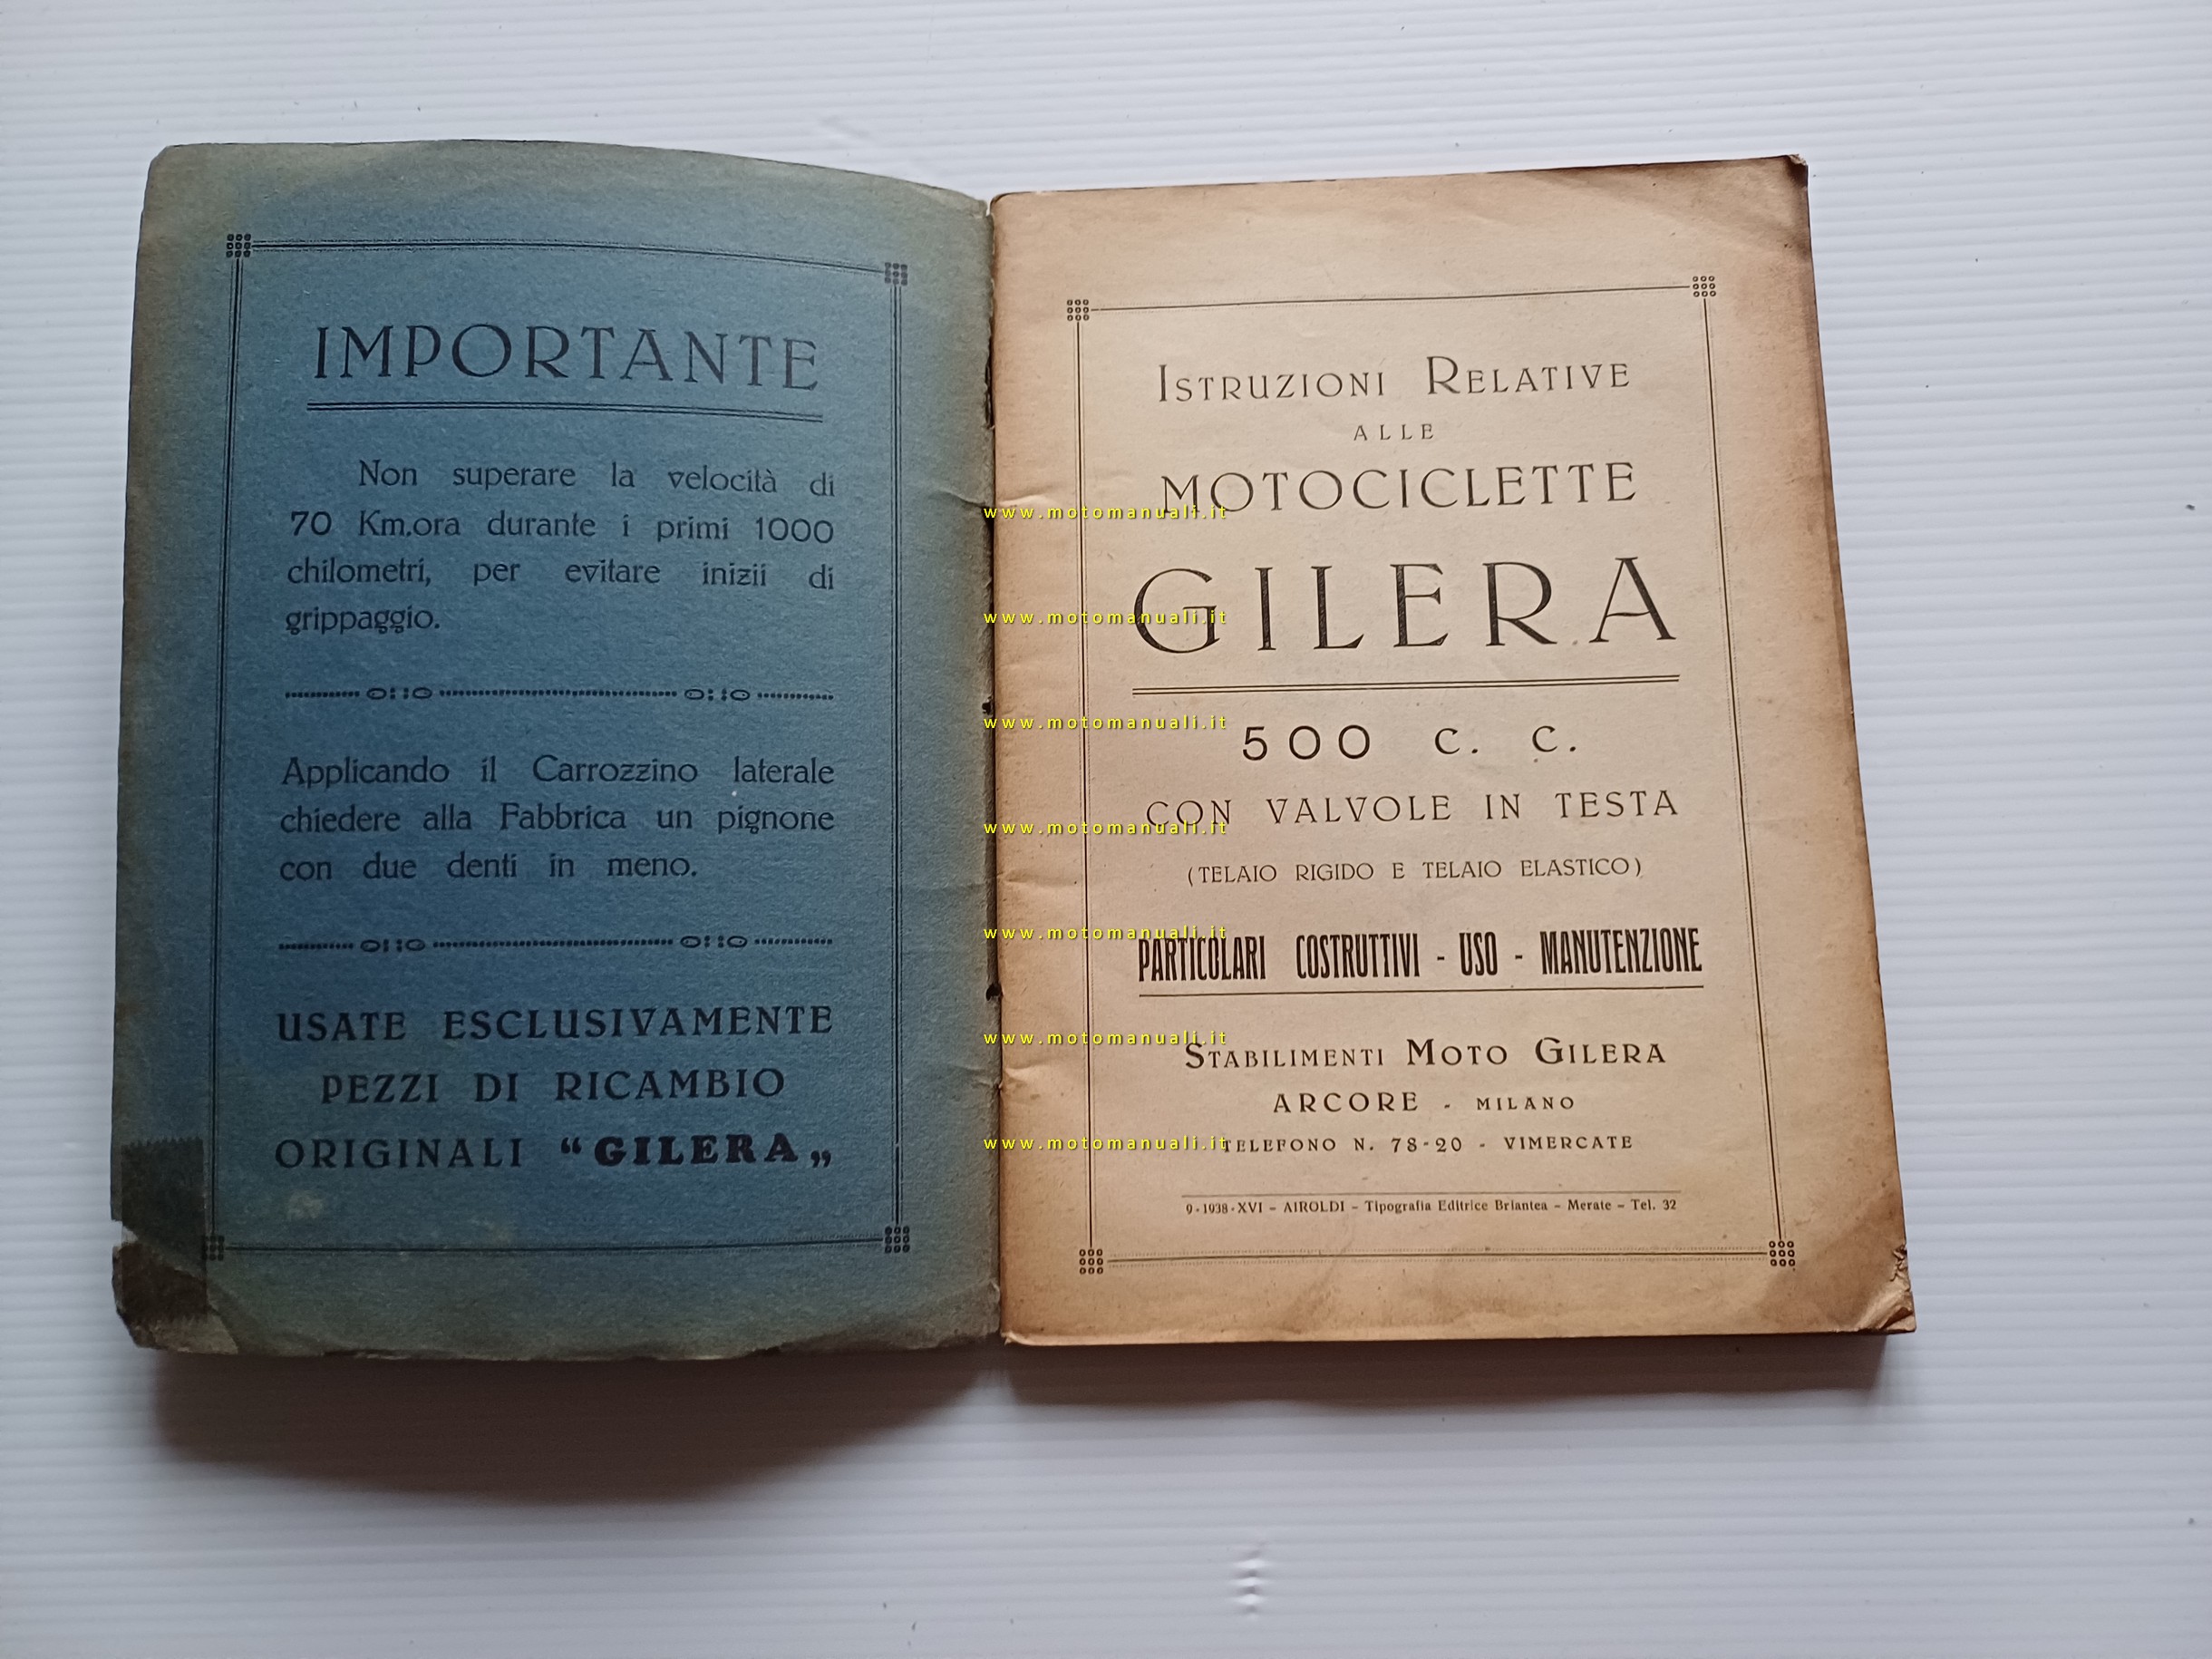 IMPORTANTE
Non superare la velocità di
70 Km.ora durante i primi 1000
chilometri, per evitare inizii di
grippaggio.
Applicando il Carrozzino laterale
chiedere alla Fabbrica un pignone
con due denti in meno.
USATE ESCLUSIVAMENTE
PEZZI DI RICAMBIO
ORIGINALI “GILERA„
ISTRUZIONI RELATIVE
ALLE
MOTOCICLETTE
www.motomanuali.it
GILERA
www.motomanuali.it
www.motomanuali.it
500 C. C.
CON VALVOLE IN TESTA
www.motomanuali.it
(TELAIO RIGIDO E TELAIO ELASTICO)
www.motomanuali.it
PARTICOLARI COSTRUTTIVI - USO - MANUTENZIONE
www.motomanuali.it
STABILIMENTI MOTO GILERA
ARCORE - MILANO
www.motomanuali.it
TELEFONO N. 78-20 - VIMERCATE
9-1938-XVI - AIROLDI - Tipografia Editrice Briantea - Merate - Tel. 32